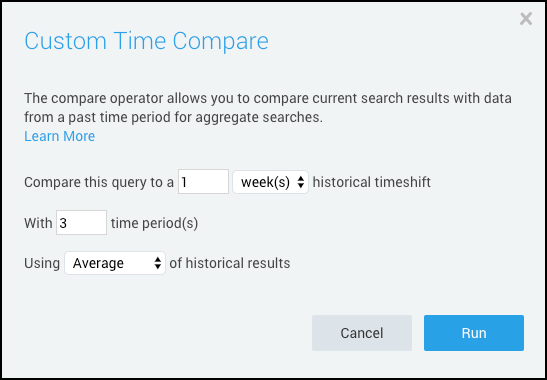 Custom Time Compare
The compare operator allows you to compare current search results with data
from a past time period for aggregate searches.
Learn More
Compare this query to a 1 week(s) historical timeshift
With 3 time period(s)
Using Average of historical results
Cancel Run